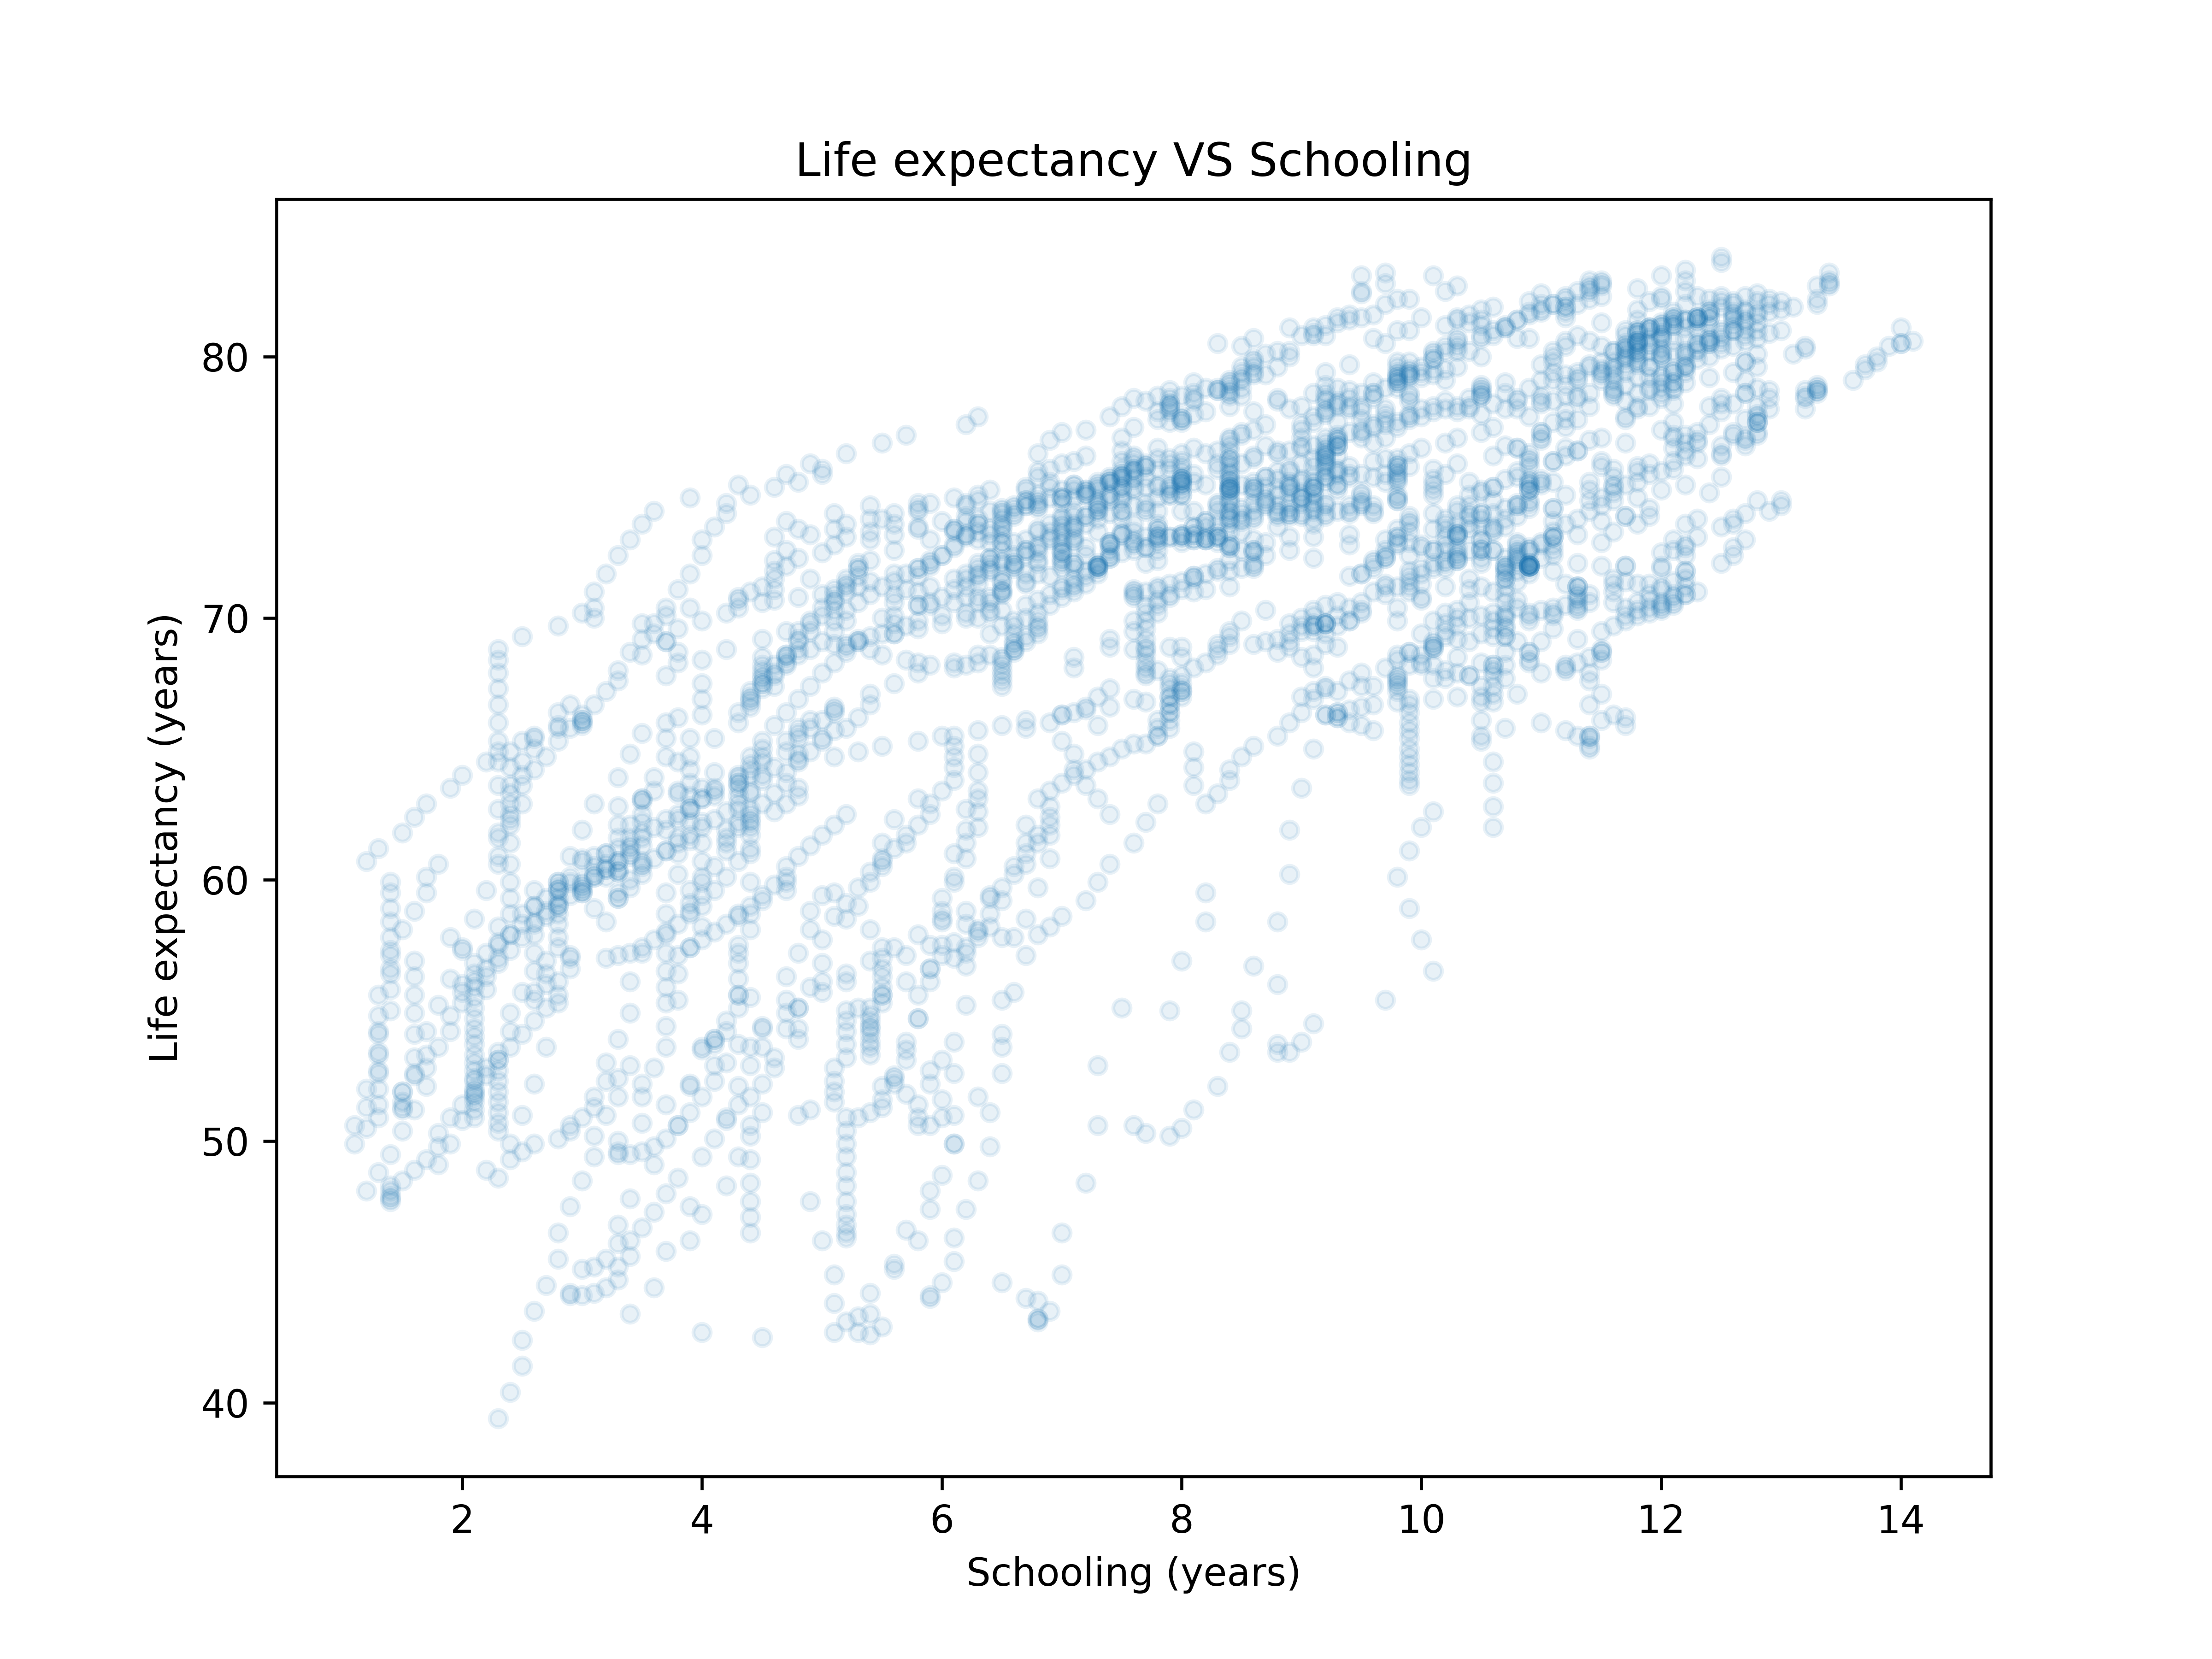 Life expectancy VS Schooling
80
70
60
50
40
Life expectancy (years)
2 4 6 8 10 12 14
Schooling (years)